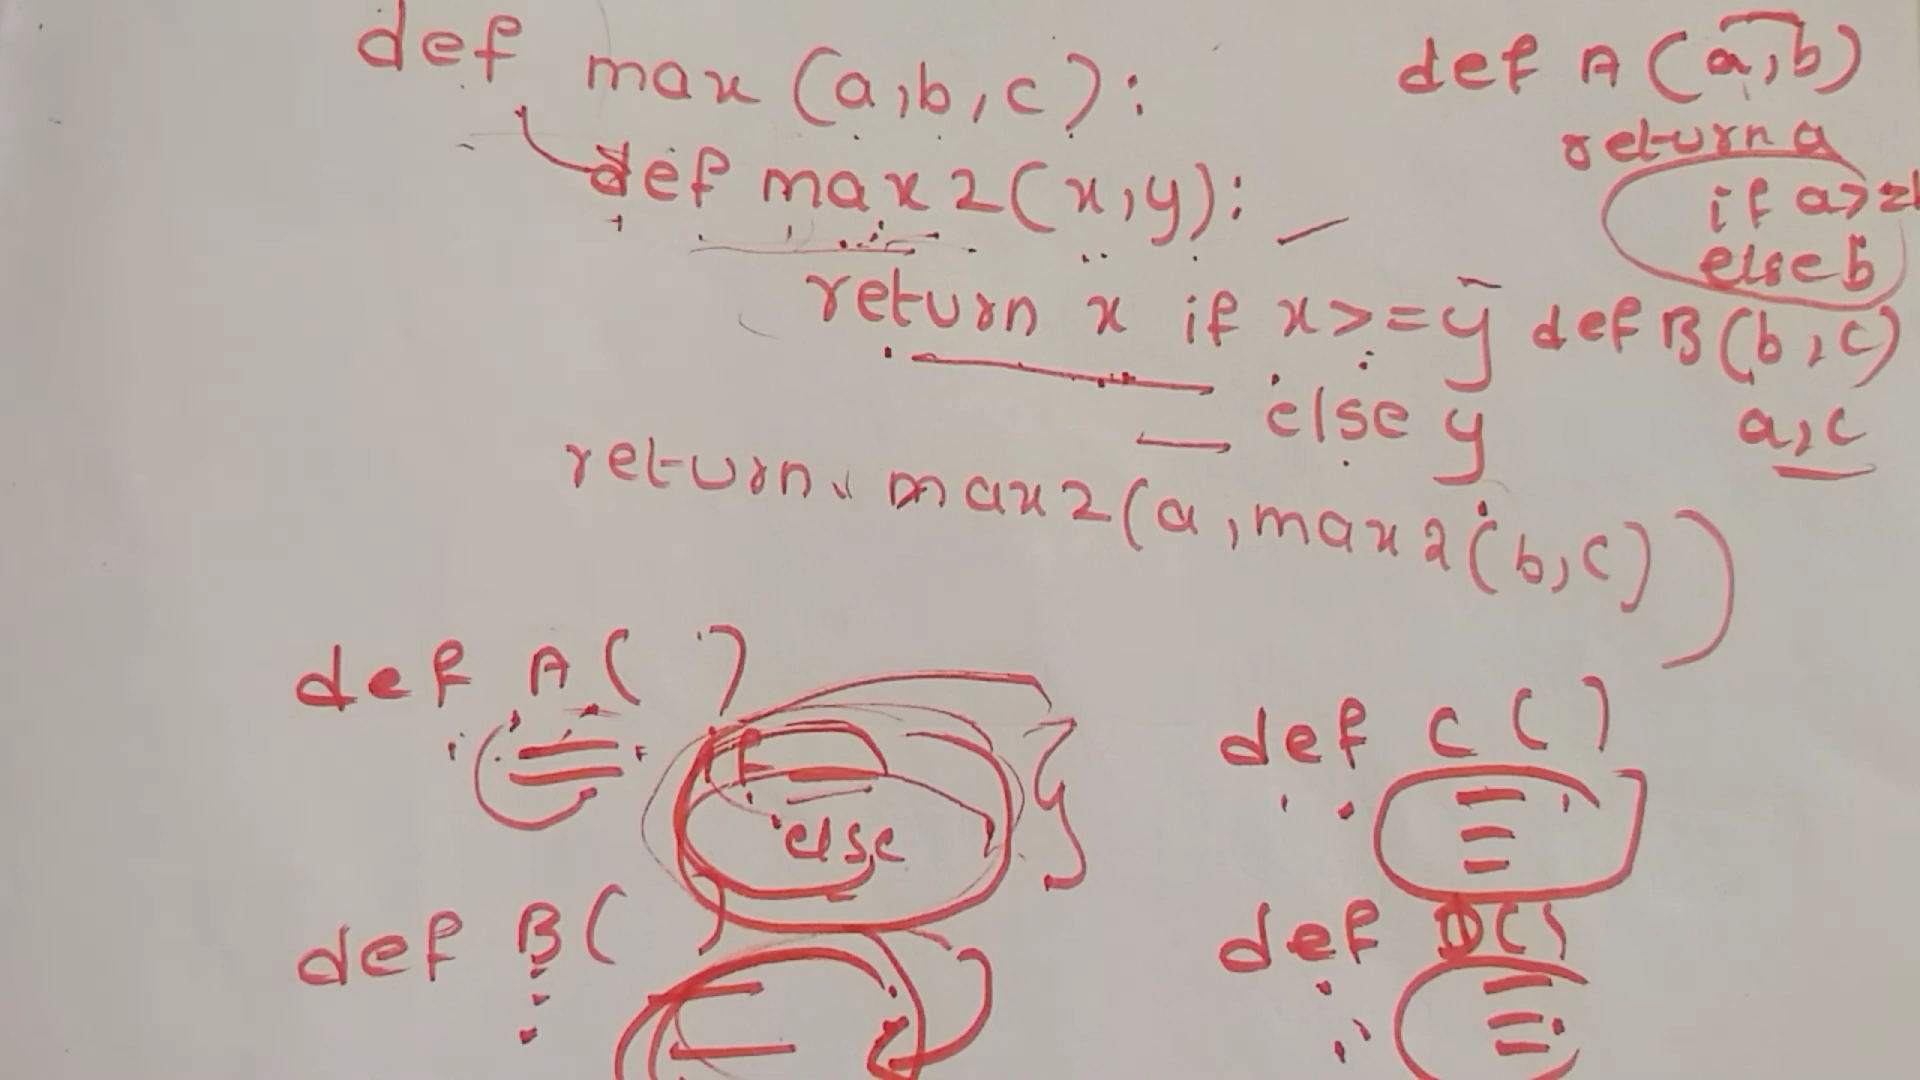 def max (a,b,c):
def max2(x,y):
return x if x>=y
else y
return max2(a,max2(b,c))
def A(a,b)
return a
if a>=b
else b
def B(b,c)
a,c
def A( )
if
else
def B( )
def C( )
def D( )